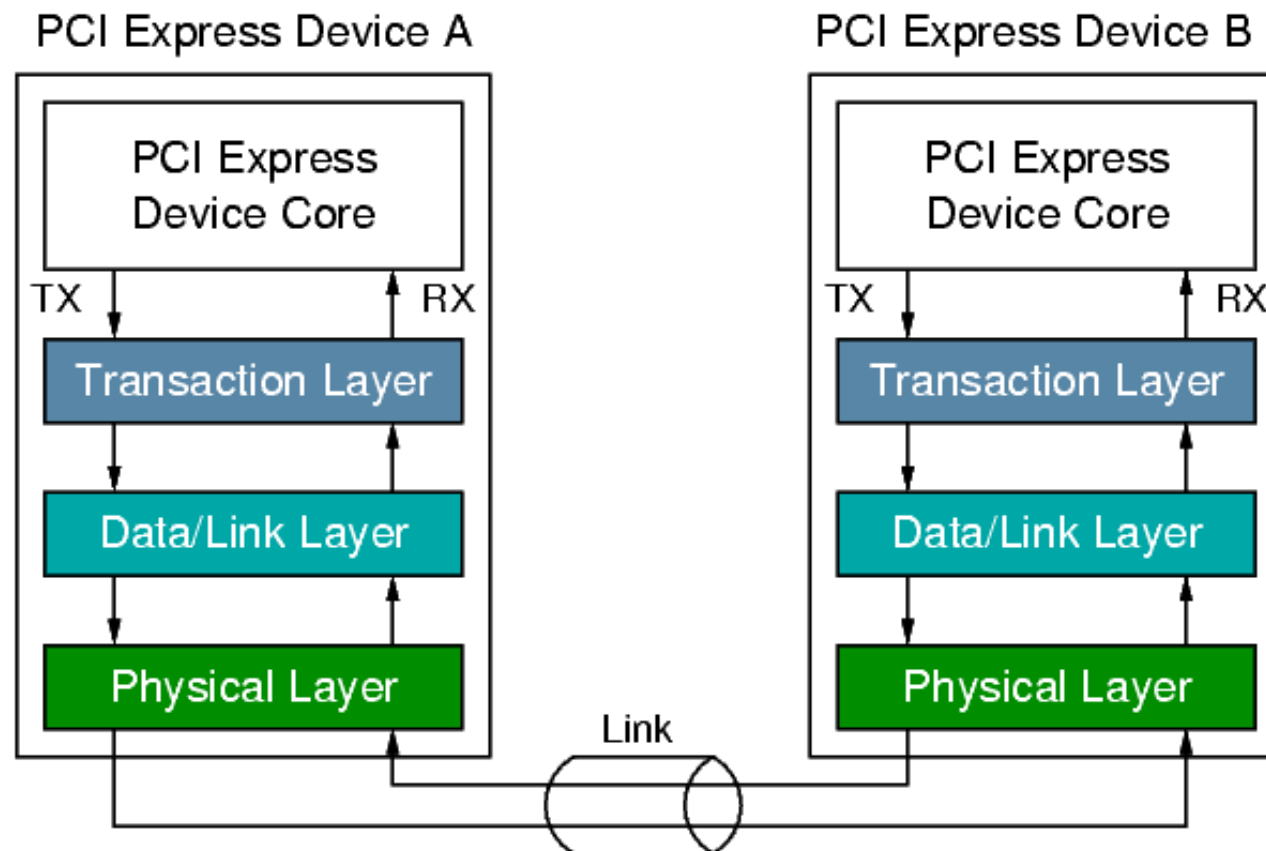 PCI Express Device A
PCI Express
Device Core
TX
RX
Transaction Layer
Data/Link Layer
Physical Layer
Link
PCI Express Device B
PCI Express
Device Core
TX
RX
Transaction Layer
Data/Link Layer
Physical Layer